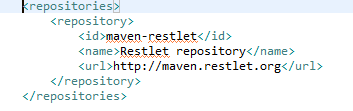 <repositories>
<repository>
<id>maven-restlet</id>
<name>Restlet repository</name>
<url>http://maven.restlet.org</url>
</repository>
</repositories>